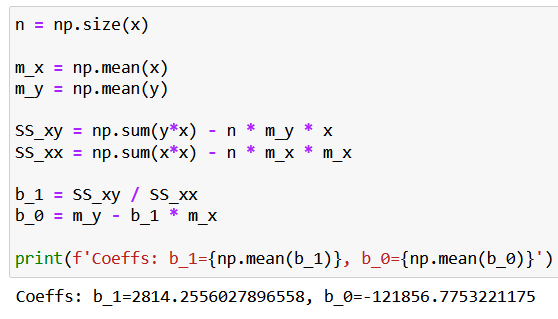 n = np.size(x)
m_x = np.mean(x)
m_y = np.mean(y)
SS_xy = np.sum(y*x) - n * m_y * x
SS_xx = np.sum(x*x) - n * m_x * m_x
b_1 = SS_xy / SS_xx
b_0 = m_y - b_1 * m_x
print(f'Coeffs: b_1={np.mean(b_1)}, b_0={np.mean(b_0)}')
Coeffs: b_1=2814.2556027896558, b_0=-121856.7753221175